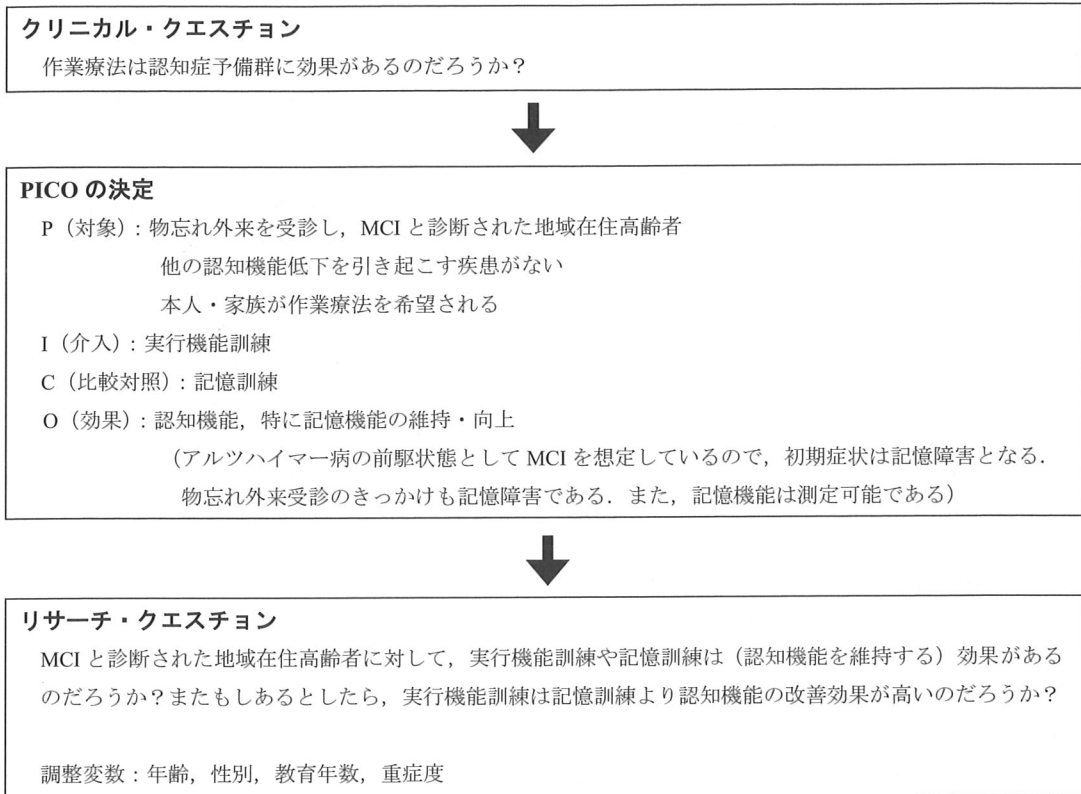 クリニカル・クエスチョン
作業療法は認知症予備群に効果があるのだろうか？
PICO の決定
P（対象）：物忘れ外来を受診し，MCI と診断された地域在住高齢者
他の認知機能低下を引き起こす疾患がない
本人・家族が作業療法を希望される
I（介入）：実行機能訓練
C（比較対照）：記憶訓練
O（効果）：認知機能，特に記憶機能の維持・向上
（アルツハイマー病の前駆状態として MCI を想定しているので，初期症状は記憶障害となる．
物忘れ外来受診のきっかけも記憶障害である．また，記憶機能は測定可能である）
リサーチ・クエスチョン
MCI と診断された地域在住高齢者に対して，実行機能訓練や記憶訓練は（認知機能を維持する）効果がある
のだろうか？またもしあるとしたら，実行機能訓練は記憶訓練より認知機能の改善効果が高いのだろうか？
調整変数：年齢，性別，教育年数，重症度